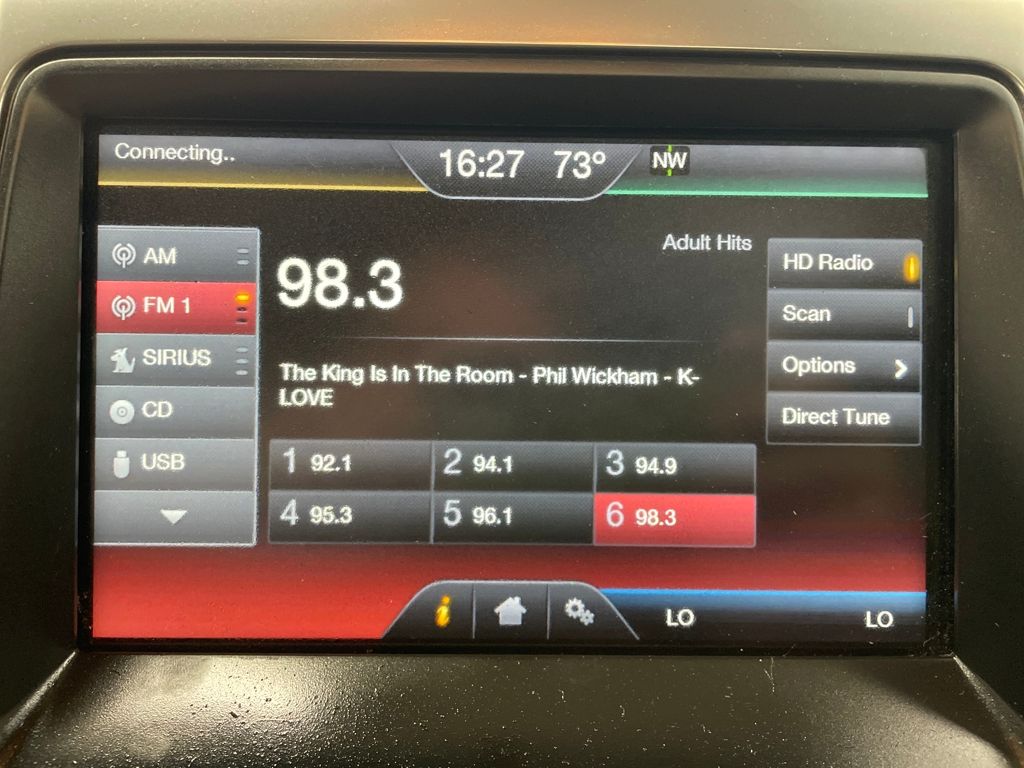 Connecting..
16:27 73° NW
Adult Hits
AM
FM 1
SIRIUS
CD
USB
98.3
The King Is In The Room - Phil Wickham - K-
LOVE
1 92.1 2 94.1 3 94.9
4 95.3 5 96.1 6 98.3
HD Radio
Scan
Options
Direct Tune
i
LO LO